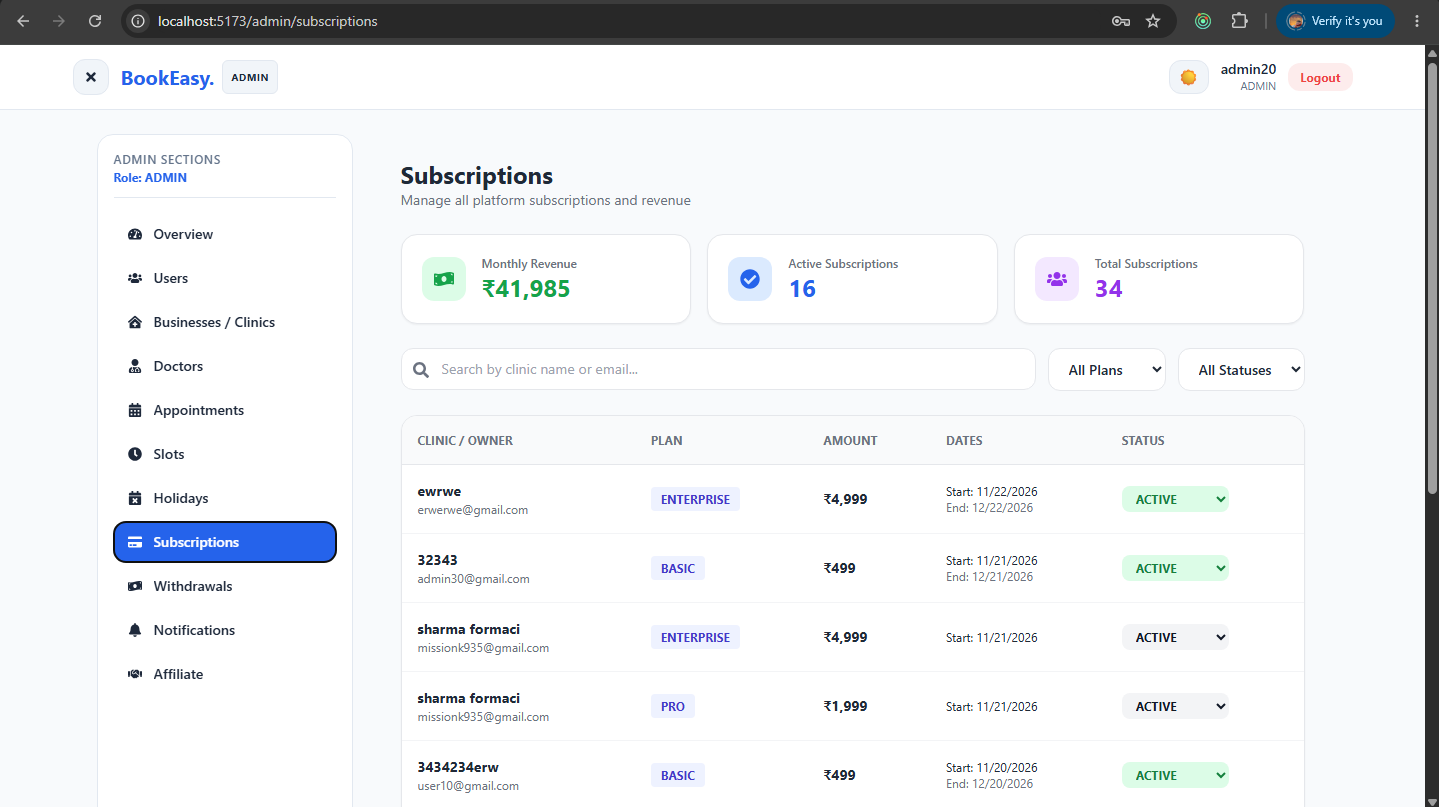 localhost:5173/admin/subscriptions
Verify it's you
BookEasy.
ADMIN
admin20
ADMIN
Logout
ADMIN SECTIONS
Role: ADMIN
Overview
Users
Businesses / Clinics
Doctors
Appointments
Slots
Holidays
Subscriptions
Withdrawals
Notifications
Affiliate
Subscriptions
Manage all platform subscriptions and revenue
Monthly Revenue
₹41,985
Active Subscriptions
16
Total Subscriptions
34
Search by clinic name or email...
All Plans
All Statuses
CLINIC / OWNER PLAN AMOUNT DATES STATUS
ewrwe
erwerwe@gmail.com
ENTERPRISE
₹4,999
Start: 11/22/2026
End: 12/22/2026
ACTIVE
32343
admin30@gmail.com
BASIC
₹499
Start: 11/21/2026
End: 12/21/2026
ACTIVE
sharma formaci
missionk935@gmail.com
ENTERPRISE
₹4,999
Start: 11/21/2026
ACTIVE
sharma formaci
missionk935@gmail.com
PRO
₹1,999
Start: 11/21/2026
ACTIVE
3434234erw
user10@gmail.com
BASIC
₹499
Start: 11/20/2026
End: 12/20/2026
ACTIVE